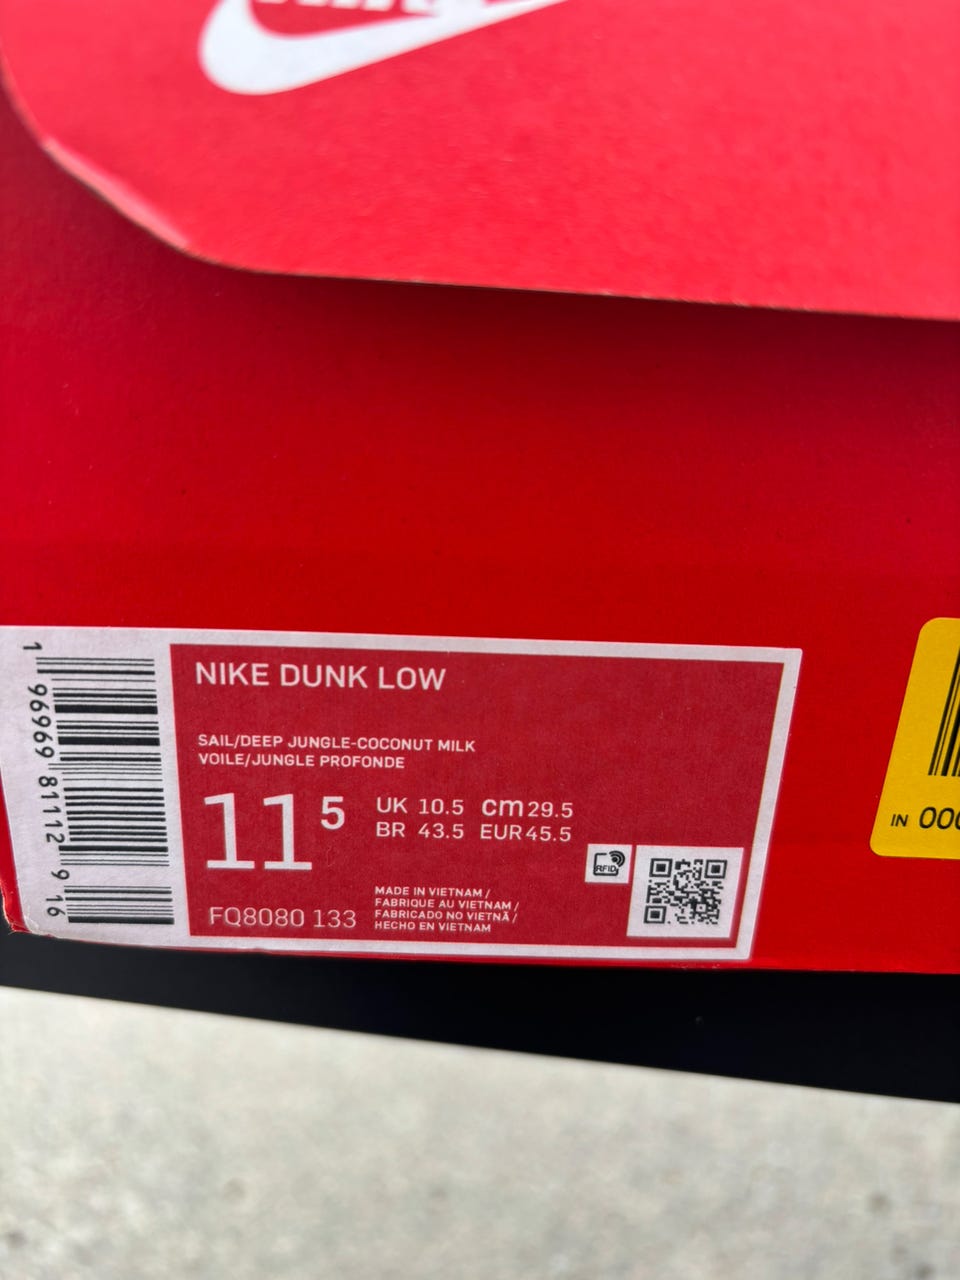 NIKE DUNK LOW
SAIL/DEEP JUNGLE-COCONUT MILK
VOILE/JUNGLE PROFONDE
11 5
UK 10.5 cm 29.5
BR 43.5 EUR 45.5
RFID
MADE IN VIETNAM /
FABRIQUE AU VIETNAM /
FABRICADO NO VIETNÃ /
HECHO EN VIETNAM
FQ8080 133
1 96969 81112 9 16
IN 000